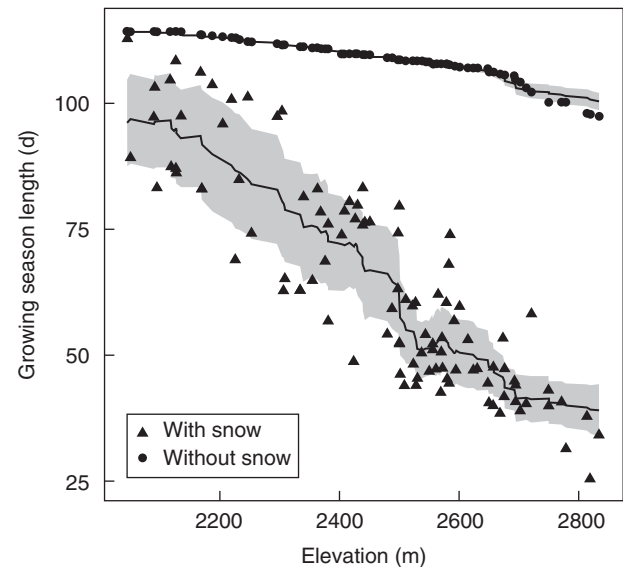 Growing season length (d)
100
75
50
25
With snow
Without snow
2200 2400 2600 2800
Elevation (m)